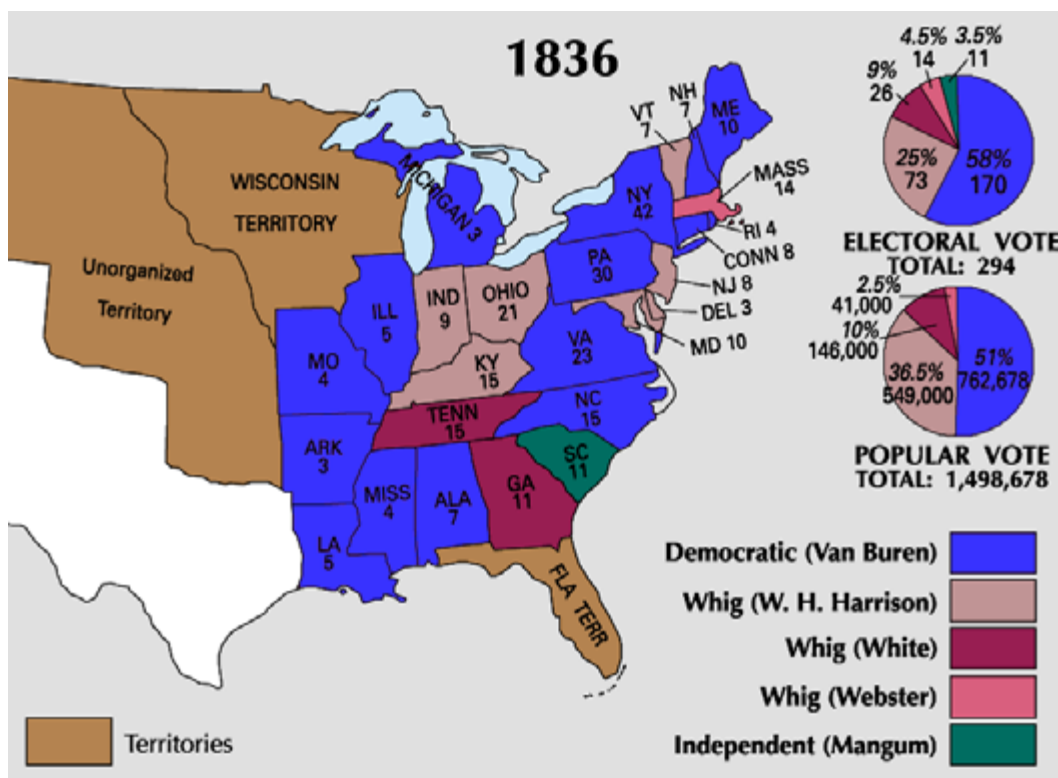 1836
WISCONSIN
TERRITORY
Unorganized
Territory
MICHIGAN 3
VT
7
NH
7
ME
10
MASS
14
NY
42
RI 4
CONN 8
PA
30
NJ 8
DEL 3
MD 10
ILL
5
IND
9
OHIO
21
VA
23
MO
4
KY
15
NC
15
TENN
15
ARK
3
SC
11
MISS
4
ALA
7
GA
11
LA
5
FLA TERR
4.5%
14
3.5%
11
9%
26
25%
73
58%
170
ELECTORAL VOTE
TOTAL: 294
2.5%
41,000
10%
146,000
36.5%
549,000
51%
762,678
POPULAR VOTE
TOTAL: 1,498,678
Democratic (Van Buren)
Whig (W. H. Harrison)
Whig (White)
Whig (Webster)
Independent (Mangum)
Territories